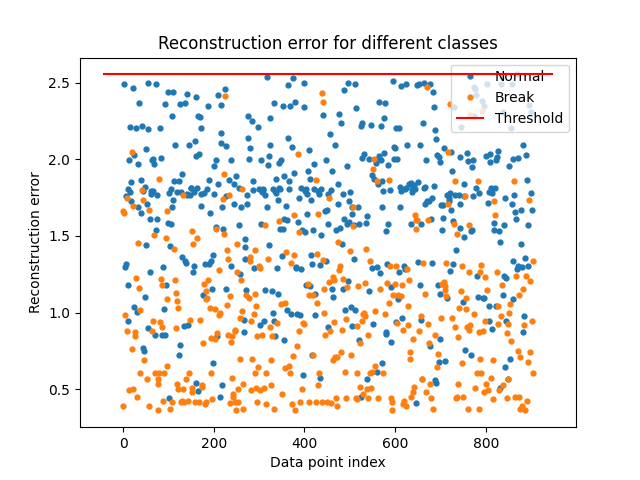 Reconstruction error for different classes
Normal
Break
Threshold
2.5
2.0
1.5
1.0
0.5
Reconstruction error
0 200 400 600 800
Data point index